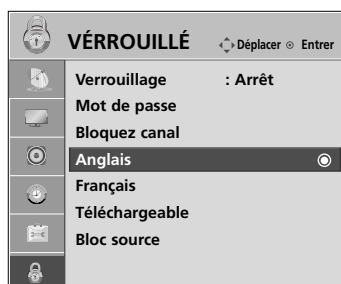 VÉRROUILLÉ Déplacer Entrer
Verrouillage : Arrêt
Mot de passe
Bloquez canal
Anglais
Français
Téléchargeable
Bloc source